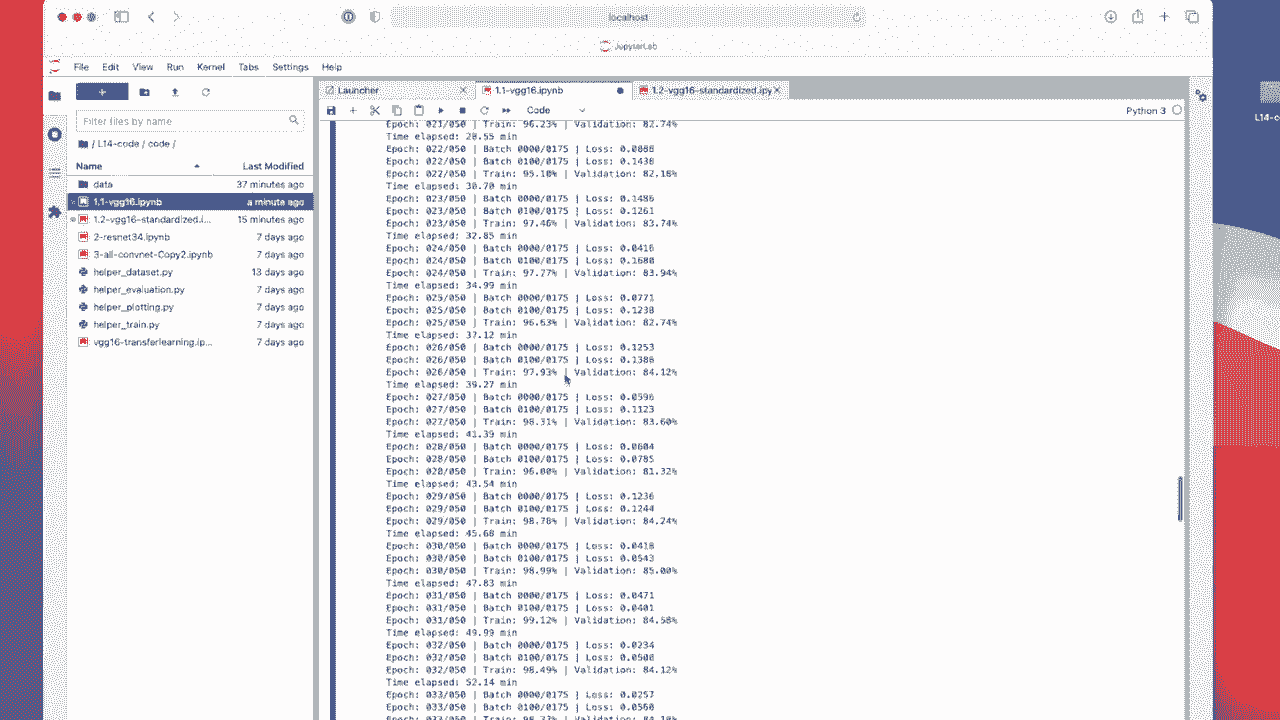 localhost
JupyterLab
File Edit View Run Kernel Tabs Settings Help
Launcher
1.1-vgg16.ipynb
1.2-vgg16-standardized.ipy
Code
Python 3
Filter files by name
/ L14-code / code /
Name Last Modified
data 37 minutes ago
1.1-vgg16.ipynb a minute ago
1.2-vgg16-standardized.i... 15 minutes ago
2-resnet34.ipynb 7 days ago
3-all-convnet-Copy2.ipynb 7 days ago
helper_dataset.py 13 days ago
helper_evaluation.py 7 days ago
helper_plotting.py 7 days ago
helper_train.py 7 days ago
vgg16-transferlearning.ip... 7 days ago
L14-c
Epoch: 021/050 | Train: 96.23% | Validation: 82.74%
Time elapsed: 28.55 min
Epoch: 022/050 | Batch 0000/0175 | Loss:
Epoch: 022/050 | Batch 0100/0175 | Loss: 0.1438
Epoch: 022/050 | Train: 95.10% | Validation: 82.18%
Time elapsed: 30.70 min
Epoch: 023/050 | Batch 0000/0175 | Loss: 0.1486
Epoch: 023/050 | Batch 0100/0175 | Loss: 0.1261
Epoch: 023/050 | Train: 97.46% | Validation: 83.74%
Time elapsed: 32.85 min
Epoch: 024/050 | Batch 0000/0175 | Loss: 0.0416
Epoch: 024/050 | Batch 0100/0175 | Loss: 0.1680
Epoch: 024/050 | Train: 97.77% | Validation: 83.94%
Time elapsed: 34.99 min
Epoch: 025/050 | Batch 0000/0175 | Loss: 0.0771
Epoch: 025/050 | Batch 0100/0175 | Loss: 0.1238
Epoch: 025/050 | Train: 96.63% | Validation: 82.74%
Time elapsed: 37.12 min
Epoch: 026/050 | Batch 0000/0175 | Loss: 0.1253
Epoch: 026/050 | Batch 0100/0175 | Loss: 0.1386
Epoch: 026/050 | Train: 97.93% | Validation: 84.12%
Time elapsed: 39.27 min
Epoch: 027/050 | Batch 0000/0175 | Loss: 0.0596
Epoch: 027/050 | Batch 0100/0175 | Loss: 0.1123
Epoch: 027/050 | Train: 98.31% | Validation: 83.60%
Time elapsed: 41.39 min
Epoch: 028/050 | Batch 0000/0175 | Loss: 0.0604
Epoch: 028/050 | Batch 0100/0175 | Loss: 0.0785
Epoch: 028/050 | Train: 96.00% | Validation: 81.32%
Time elapsed: 43.54 min
Epoch: 029/050 | Batch 0000/0175 | Loss: 0.1236
Epoch: 029/050 | Batch 0100/0175 | Loss: 0.1244
Epoch: 029/050 | Train: 98.78% | Validation: 84.24%
Time elapsed: 45.68 min
Epoch: 030/050 | Batch 0000/0175 | Loss: 0.0418
Epoch: 030/050 | Batch 0100/0175 | Loss: 0.0543
Epoch: 030/050 | Train: 98.99% | Validation: 85.00%
Time elapsed: 47.83 min
Epoch: 031/050 | Batch 0000/0175 | Loss: 0.0471
Epoch: 031/050 | Batch 0100/0175 | Loss: 0.0401
Epoch: 031/050 | Train: 99.12% | Validation: 84.58%
Time elapsed: 49.99 min
Epoch: 032/050 | Batch 0000/0175 | Loss: 0.0234
Epoch: 032/050 | Batch 0100/0175 | Loss: 0.0506
Epoch: 032/050 | Train: 98.49% | Validation: 84.12%
Time elapsed: 52.14 min
Epoch: 033/050 | Batch 0000/0175 | Loss: 0.0257
Epoch: 033/050 | Batch 0100/0175 | Loss: 0.0560